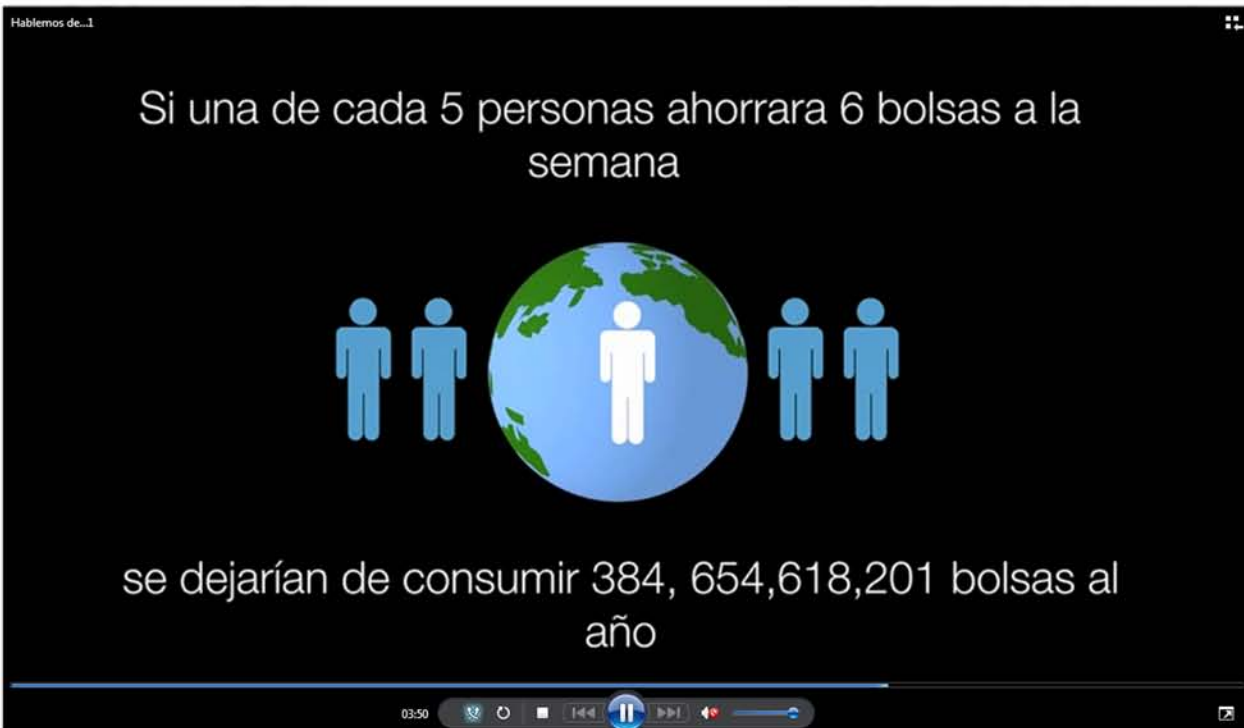 Hablemos de...1
Si una de cada 5 personas ahorrara 6 bolsas a la
semana
se dejarían de consumir 384, 654,618,201 bolsas al
año
03:50